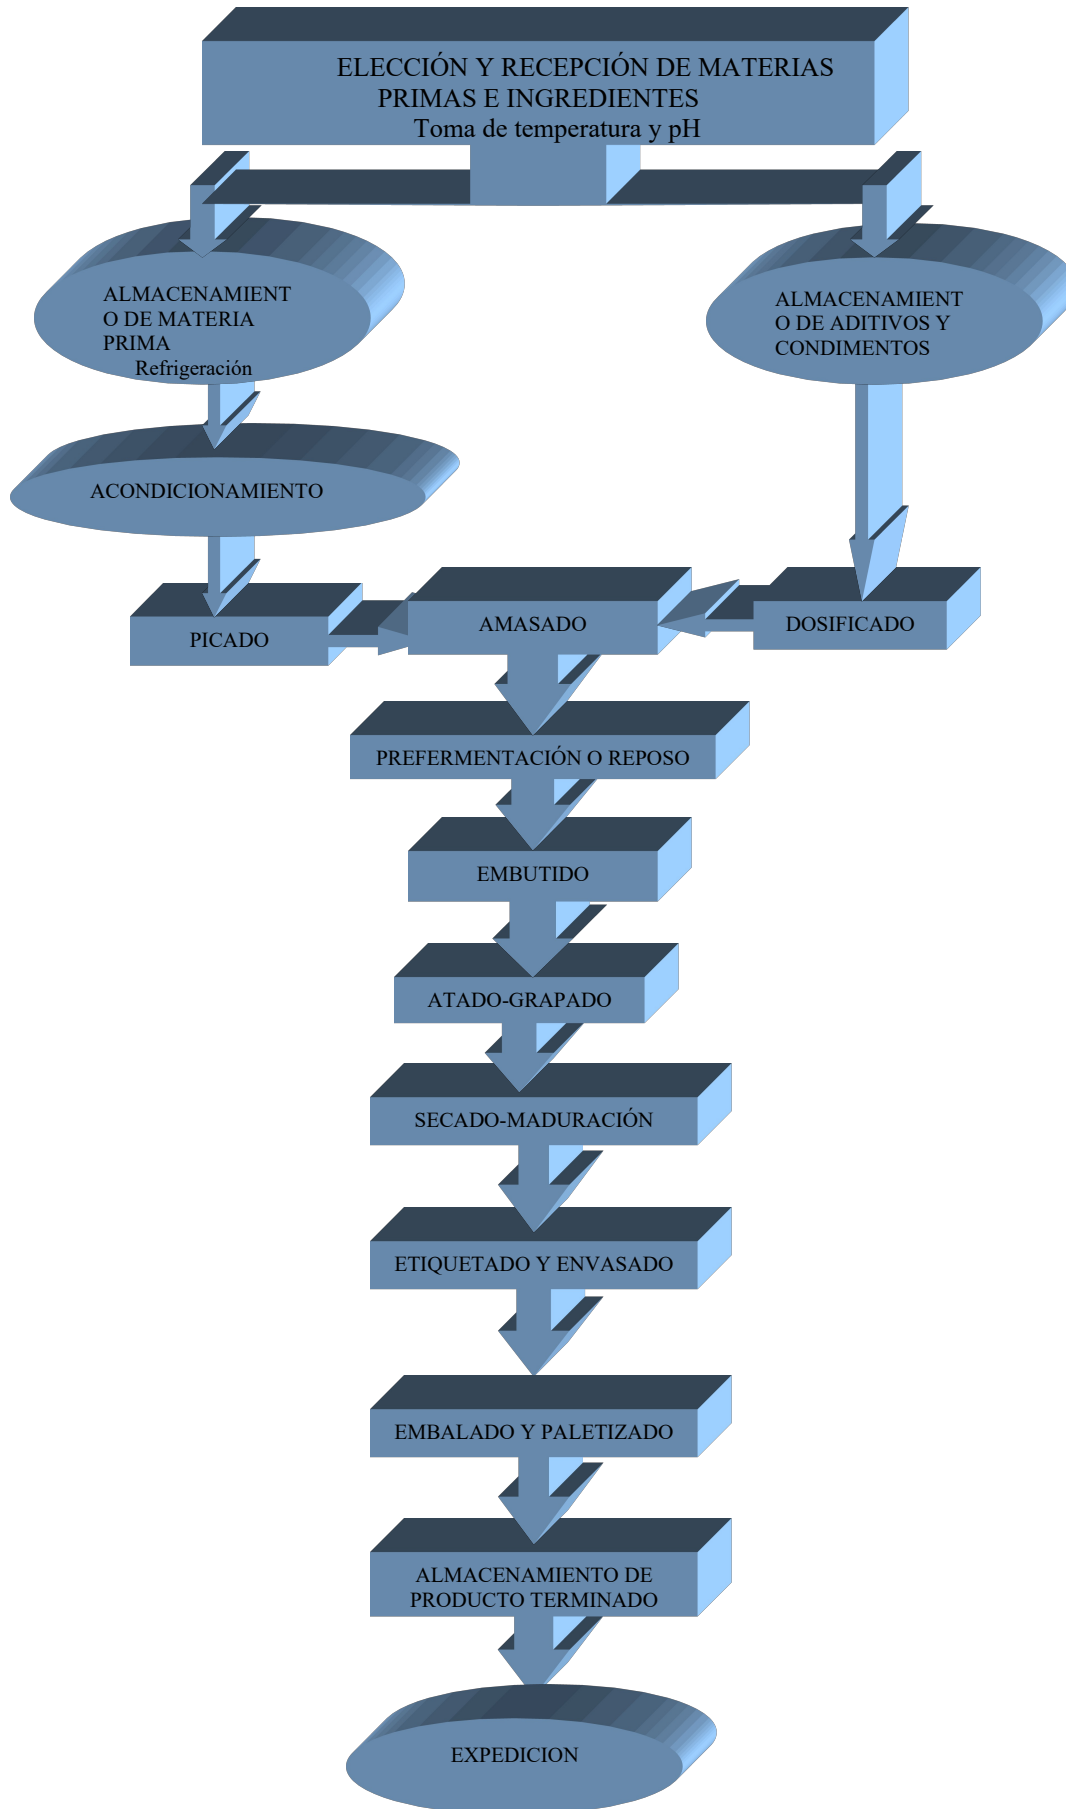 ELECCIÓN Y RECEPCIÓN DE MATERIAS
PRIMAS E INGREDIENTES
Toma de temperatura y pH
ALMACENAMIENT
O DE MATERIA
PRIMA
Refrigeración
ALMACENAMIENT
O DE ADITIVOS Y
CONDIMENTOS
ACONDICIONAMIENTO
PICADO
AMASADO
DOSIFICADO
PREFERMENTACIÓN O REPOSO
EMBUTIDO
ATADO-GRAPADO
SECADO-MADURACIÓN
ETIQUETADO Y ENVASADO
EMBALADO Y PALETIZADO
ALMACENAMIENTO DE
PRODUCTO TERMINADO
EXPEDICION